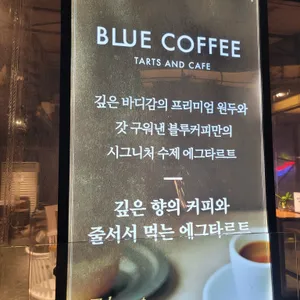 BLUE COFFEE
TARTS AND CAFE
깊은 바디감의 프리미엄 원두와
갓 구워낸 블루커피만의
시그니처 수제 에그타르트
깊은 향의 커피와
줄서서 먹는 에그타르트